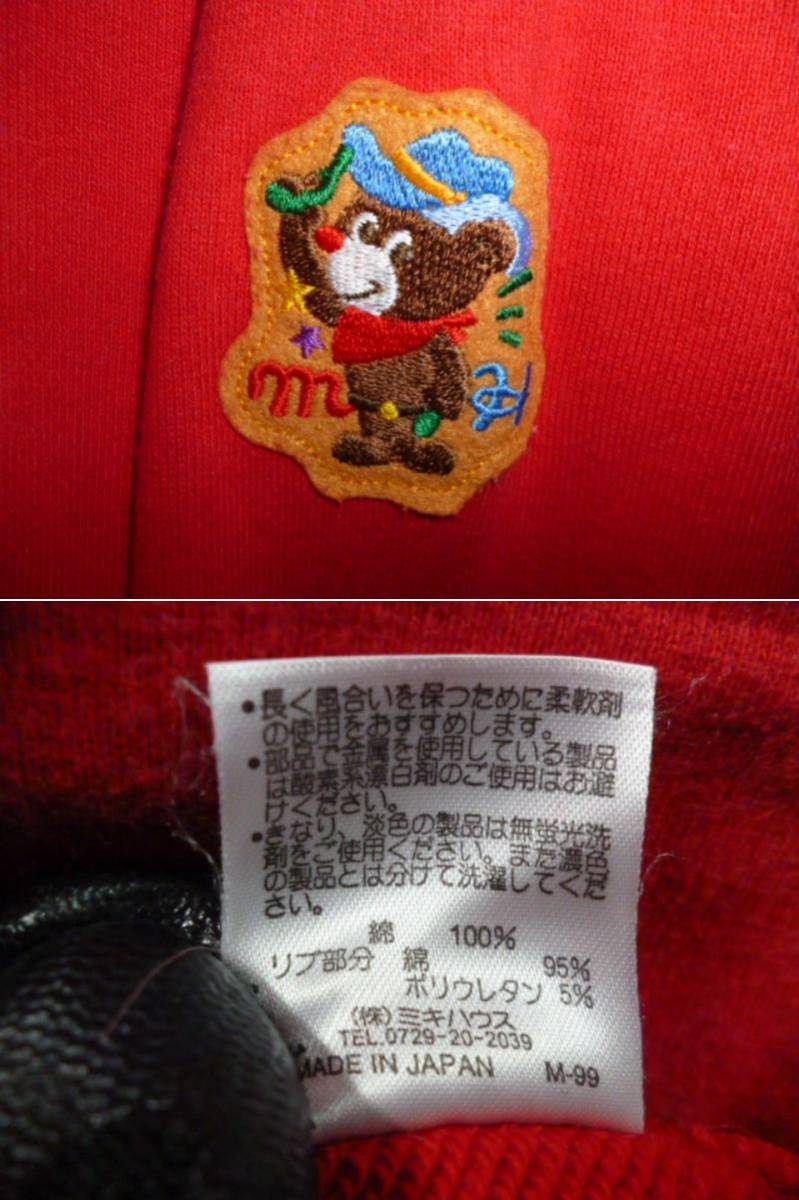 m
・長く風合いを保つために柔軟剤
の使用をおすすめします。
・部品で金属を使用している製品
は酸素系漂白剤のご使用はお避
けください。
・きなり、淡色の製品は無蛍光洗
剤をご使用ください。また濃色
の製品とは分けて洗濯してくだ
さい。
綿 100%
リブ部分 綿 95%
ポリウレタン 5%
(株)ミキハウス
TEL.0729-20-2039
MADE IN JAPAN M-99